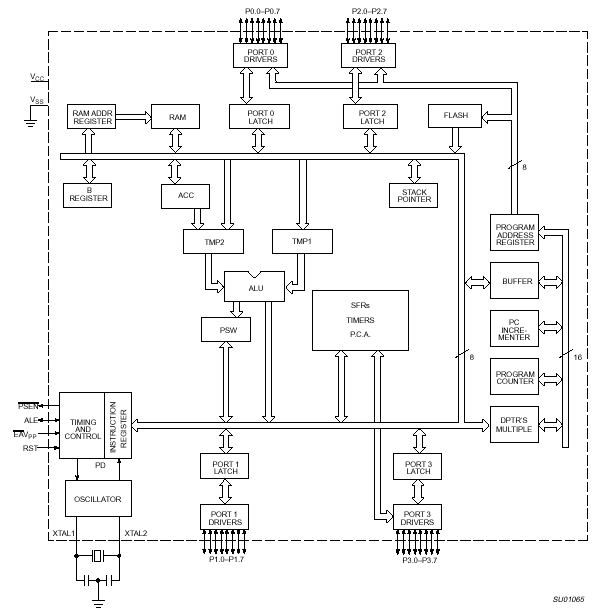 P0.0–P0.7
P2.0–P2.7
PORT 0
DRIVERS
PORT 2
DRIVERS
VCC
VSS
RAM ADDR
REGISTER
RAM
PORT 0
LATCH
PORT 2
LATCH
FLASH
8
B
REGISTER
ACC
STACK
POINTER
TMP2
TMP1
PROGRAM
ADDRESS
REGISTER
ALU
BUFFER
SFRs
TIMERS
P.C.A.
PSW
PC
INCRE-
MENTER
8
16
PROGRAM
COUNTER
PSEN
ALE
EAVPP
RST
TIMING
AND
CONTROL
INSTRUCTION
REGISTER
DPTR'S
MULTIPLE
PD
PORT 1
LATCH
PORT 3
LATCH
OSCILLATOR
PORT 1
DRIVERS
PORT 3
DRIVERS
XTAL1
XTAL2
P1.0–P1.7
P3.0–P3.7
SU01065